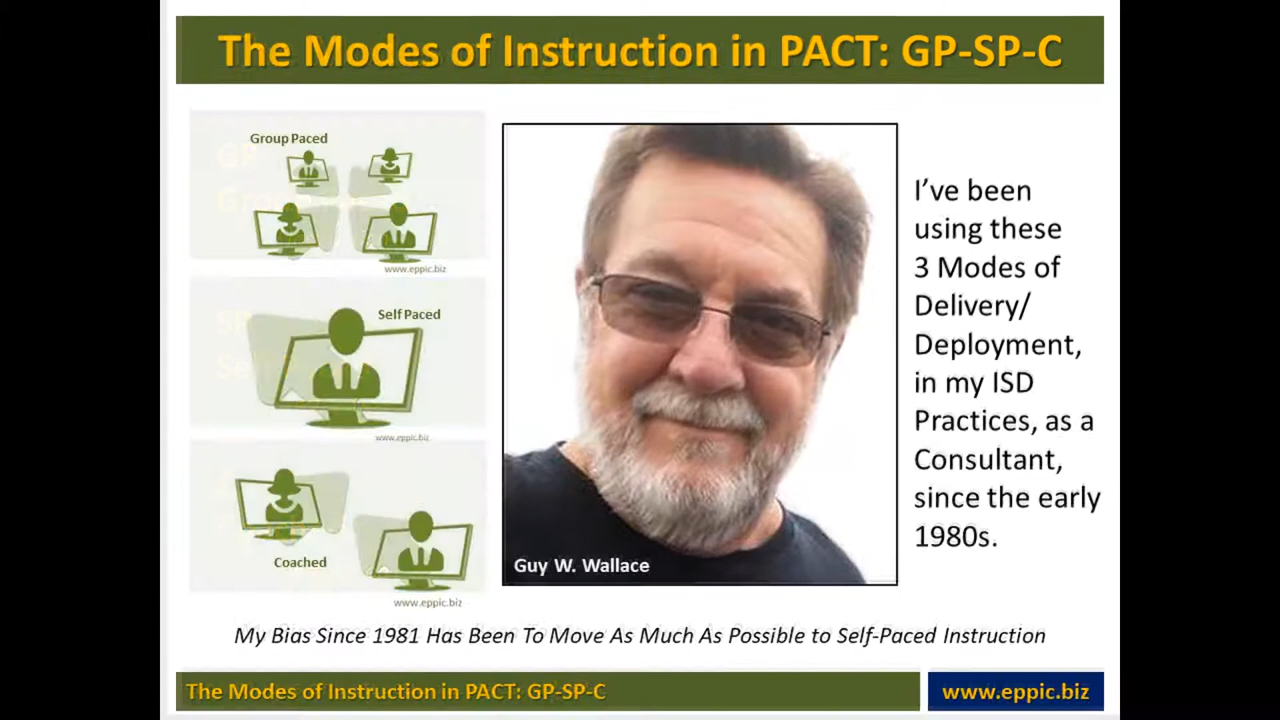 The Modes of Instruction in PACT: GP-SP-C
Group Paced
www.eppic.biz
Self Paced
www.eppic.biz
Coached
www.eppic.biz
Guy W. Wallace
I've been
using these
3 Modes of
Delivery/
Deployment,
in my ISD
Practices, as a
Consultant,
since the early
1980s.
My Bias Since 1981 Has Been To Move As Much As Possible to Self-Paced Instruction
The Modes of Instruction in PACT: GP-SP-C
www.eppic.biz